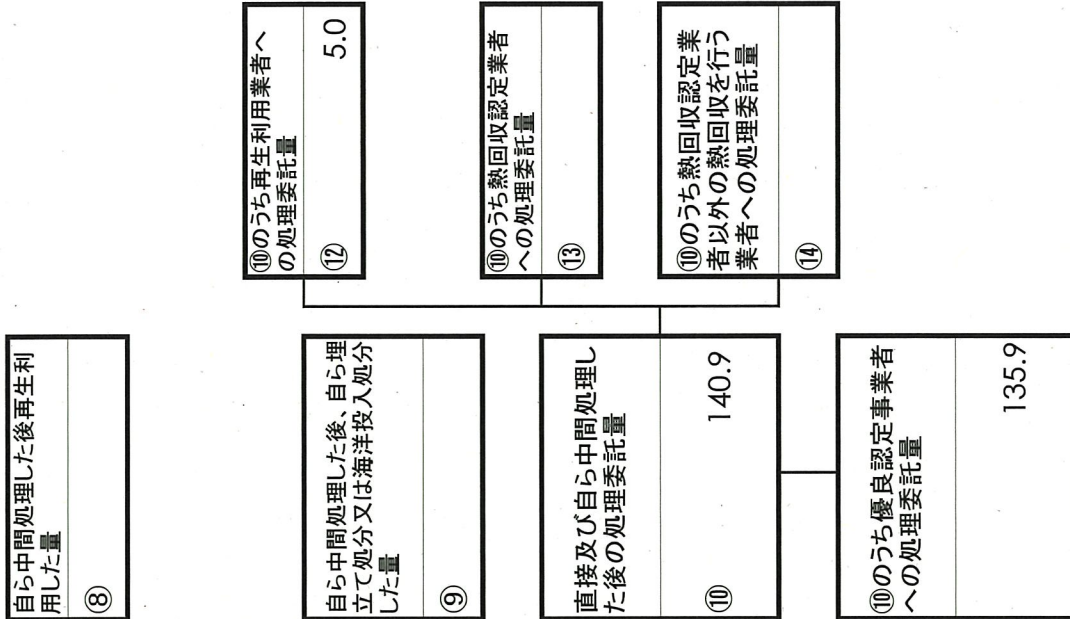 自ら中間処理した後再生利
用した量
⑧
自ら中間処理した後、自ら埋
立て処分又は海洋投入処分
した量
⑨
直接及び自ら中間処理し
た後の処理委託量
⑩ 140.9
⑩のうち優良認定事業者
への処理委託量
135.9
⑩のうち再生利用業者へ
の処理委託量
⑫ 5.0
⑩のうち熱回収認定業者
への処理委託量
⑬
⑩のうち熱回収認定業
者以外の熱回収を行う
業者への処理委託量
⑭